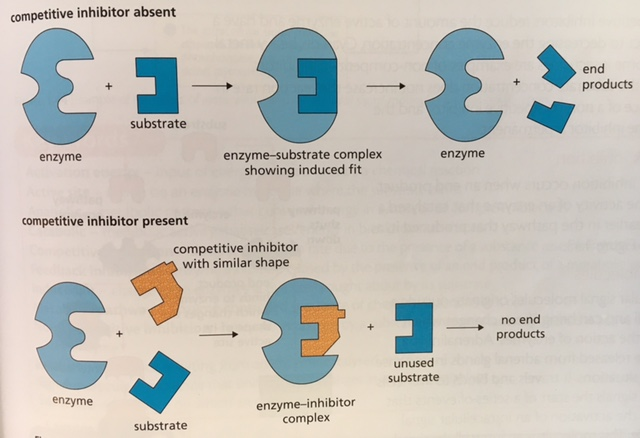 competitive inhibitor absent
+
+
end
products
substrate
enzyme
enzyme–substrate complex
showing induced fit
enzyme
competitive inhibitor present
competitive inhibitor
with similar shape
+
+
no end
products
unused
substrate
enzyme
enzyme–inhibitor
complex
substrate